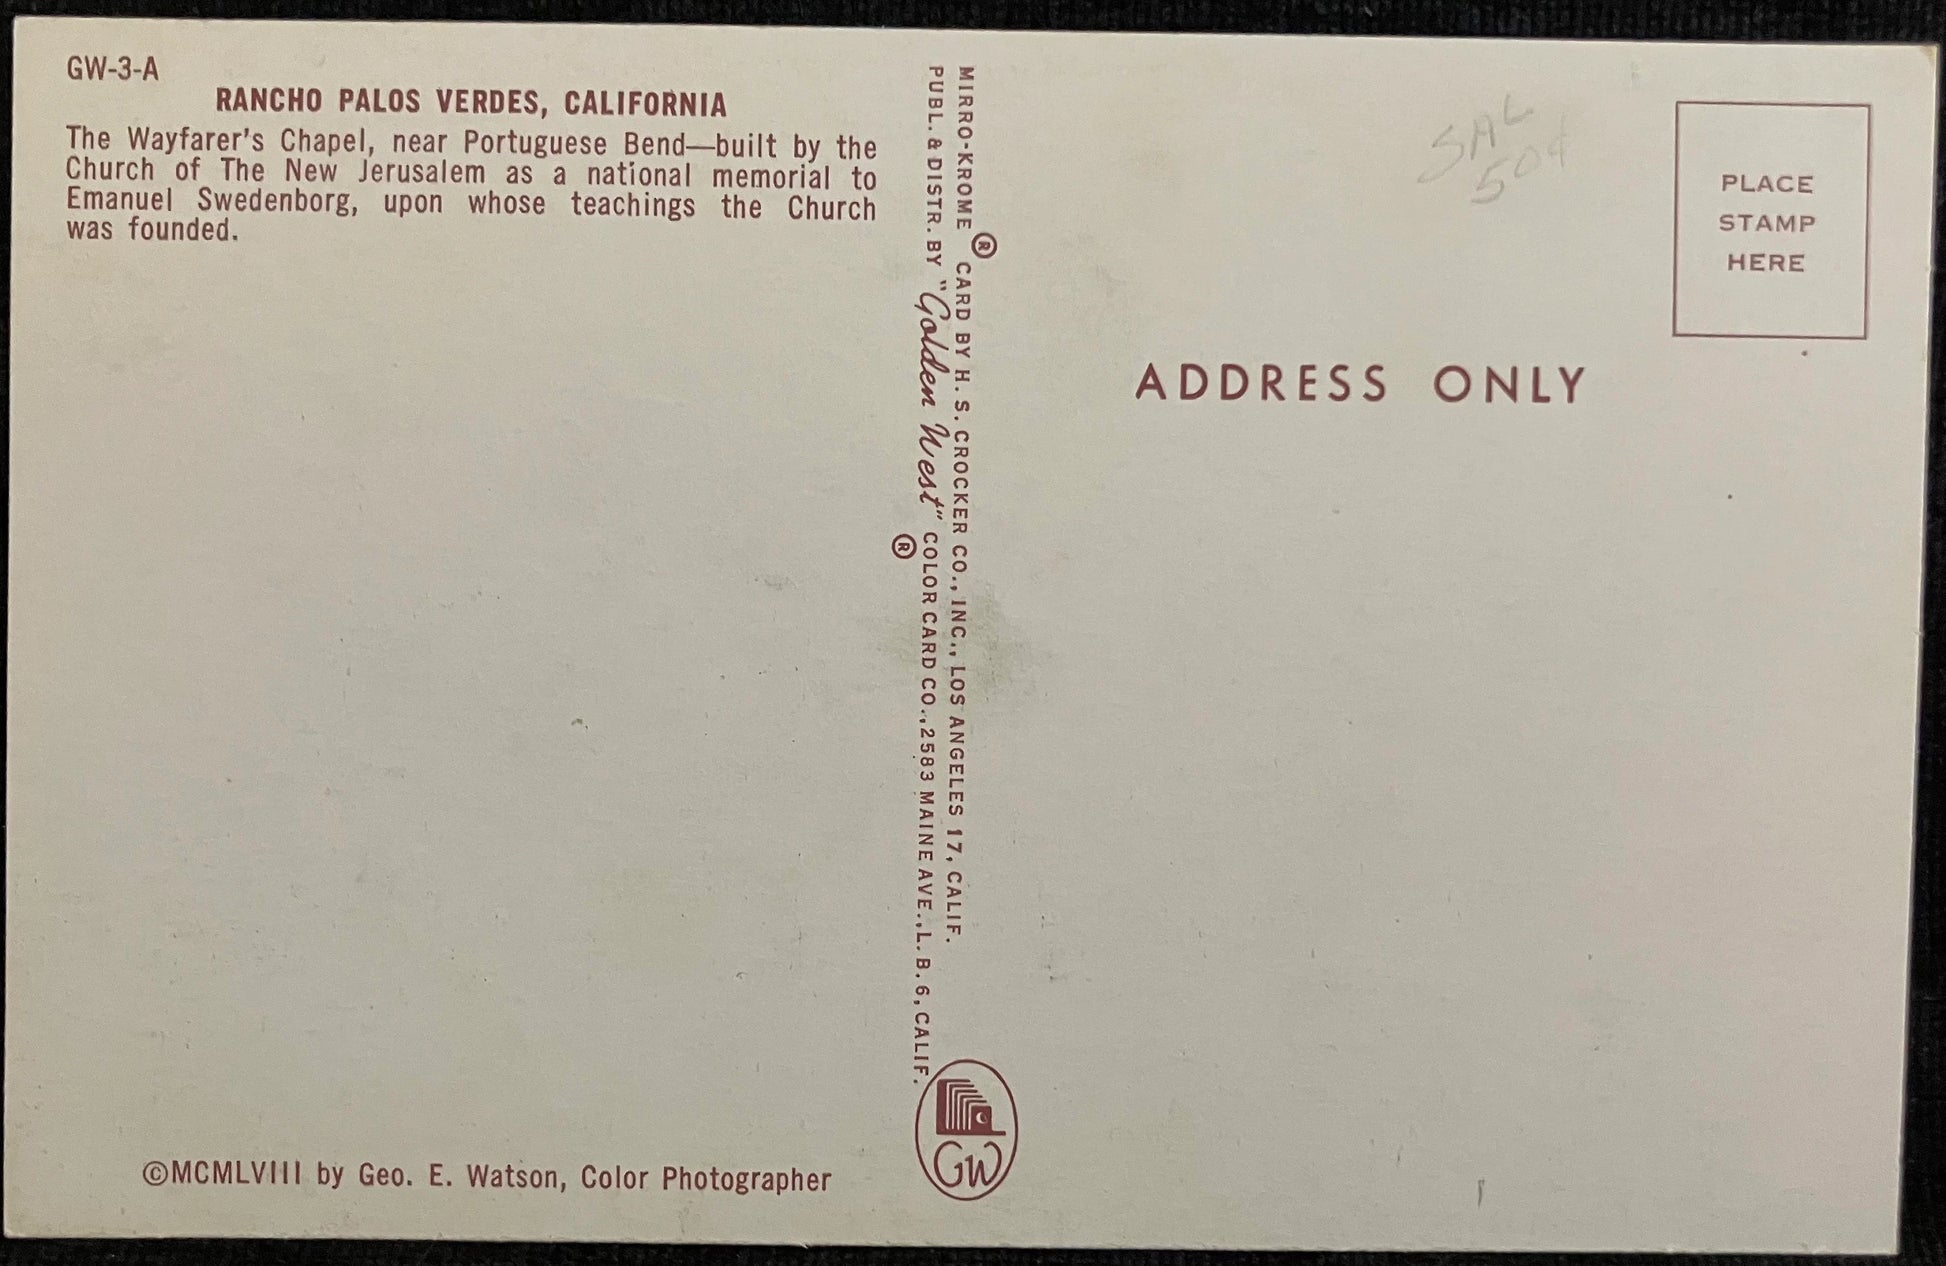 GW-3-A
RANCHO PALOS VERDES, CALIFORNIA
The Wayfarer's Chapel, near Portuguese Bend—built by the
Church of The New Jerusalem as a national memorial to
Emanuel Swedenborg, upon whose teachings the Church
was founded.
©MCMLVIII by Geo. E. Watson, Color Photographer
MIRRO-KROME ® CARD BY H. S. CROCKER CO., INC., LOS ANGELES 17, CALIF.
PUBL. & DISTR. BY "Golden West" ® COLOR CARD CO., 2583 MAINE AVE., L. B. 6, CALIF.
GW
SAL
50¢
PLACE
STAMP
HERE
ADDRESS ONLY